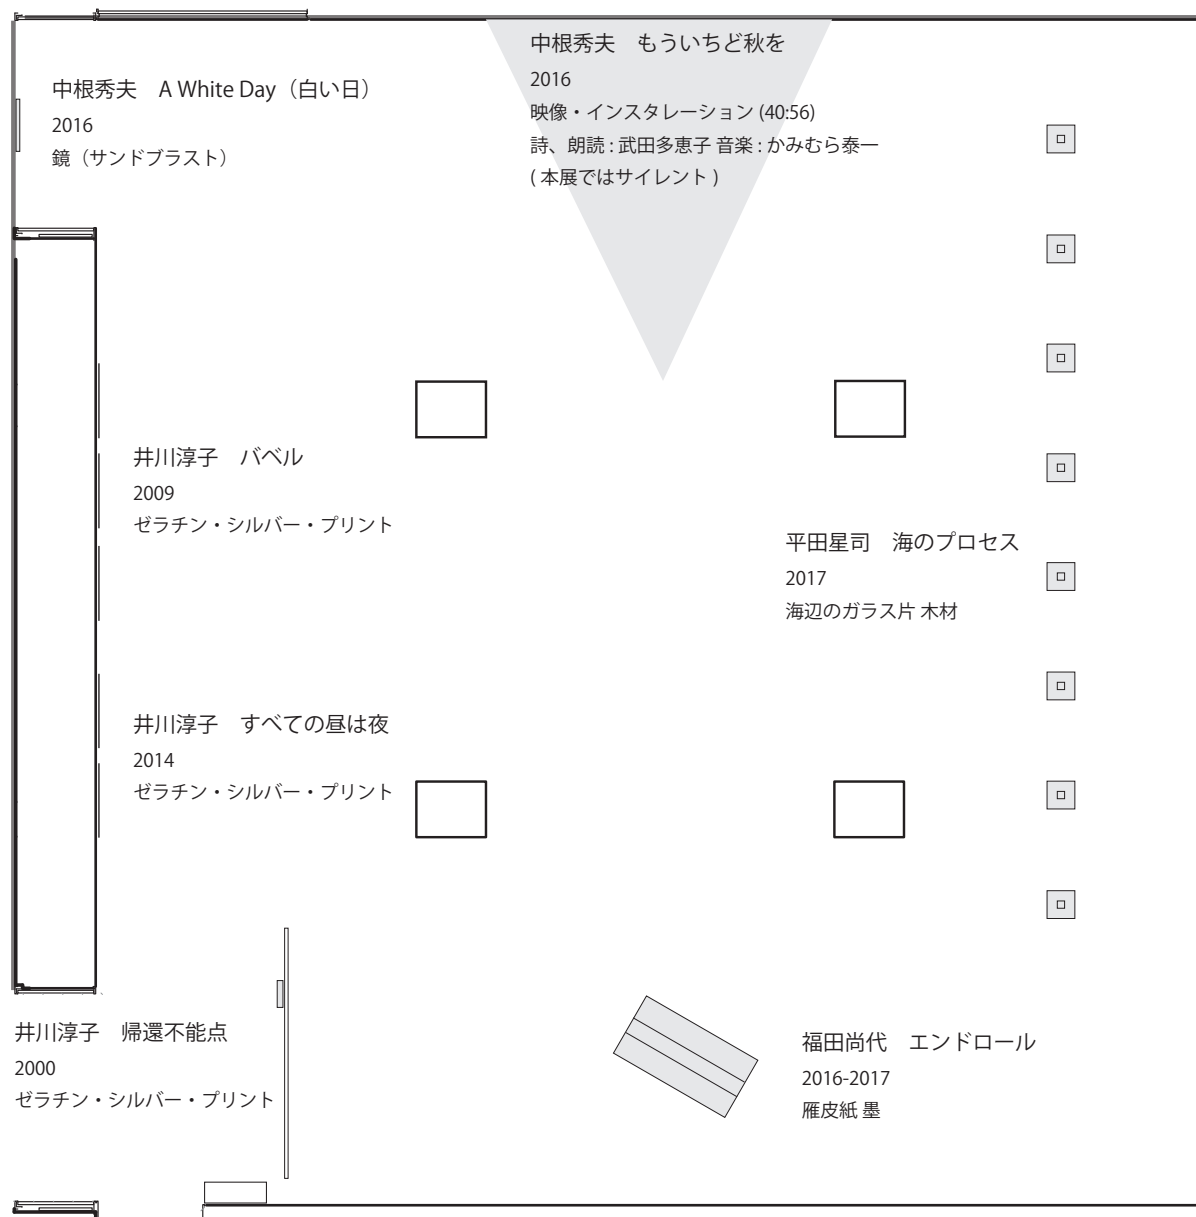 中根秀夫　A White Day（白い日）
2016
鏡（サンドブラスト）
中根秀夫　もういちど秋を
2016
映像・インスタレーション (40:56)
詩、朗読 : 武田多恵子 音楽 : かみむら泰一
( 本展ではサイレント )
井川淳子　バベル
2009
ゼラチン・シルバー・プリント
平田星司　海のプロセス
2017
海辺のガラス片 木材
井川淳子　すべての昼は夜
2014
ゼラチン・シルバー・プリント
井川淳子　帰還不能点
2000
ゼラチン・シルバー・プリント
福田尚代　エンドロール
2016-2017
雁皮紙 墨